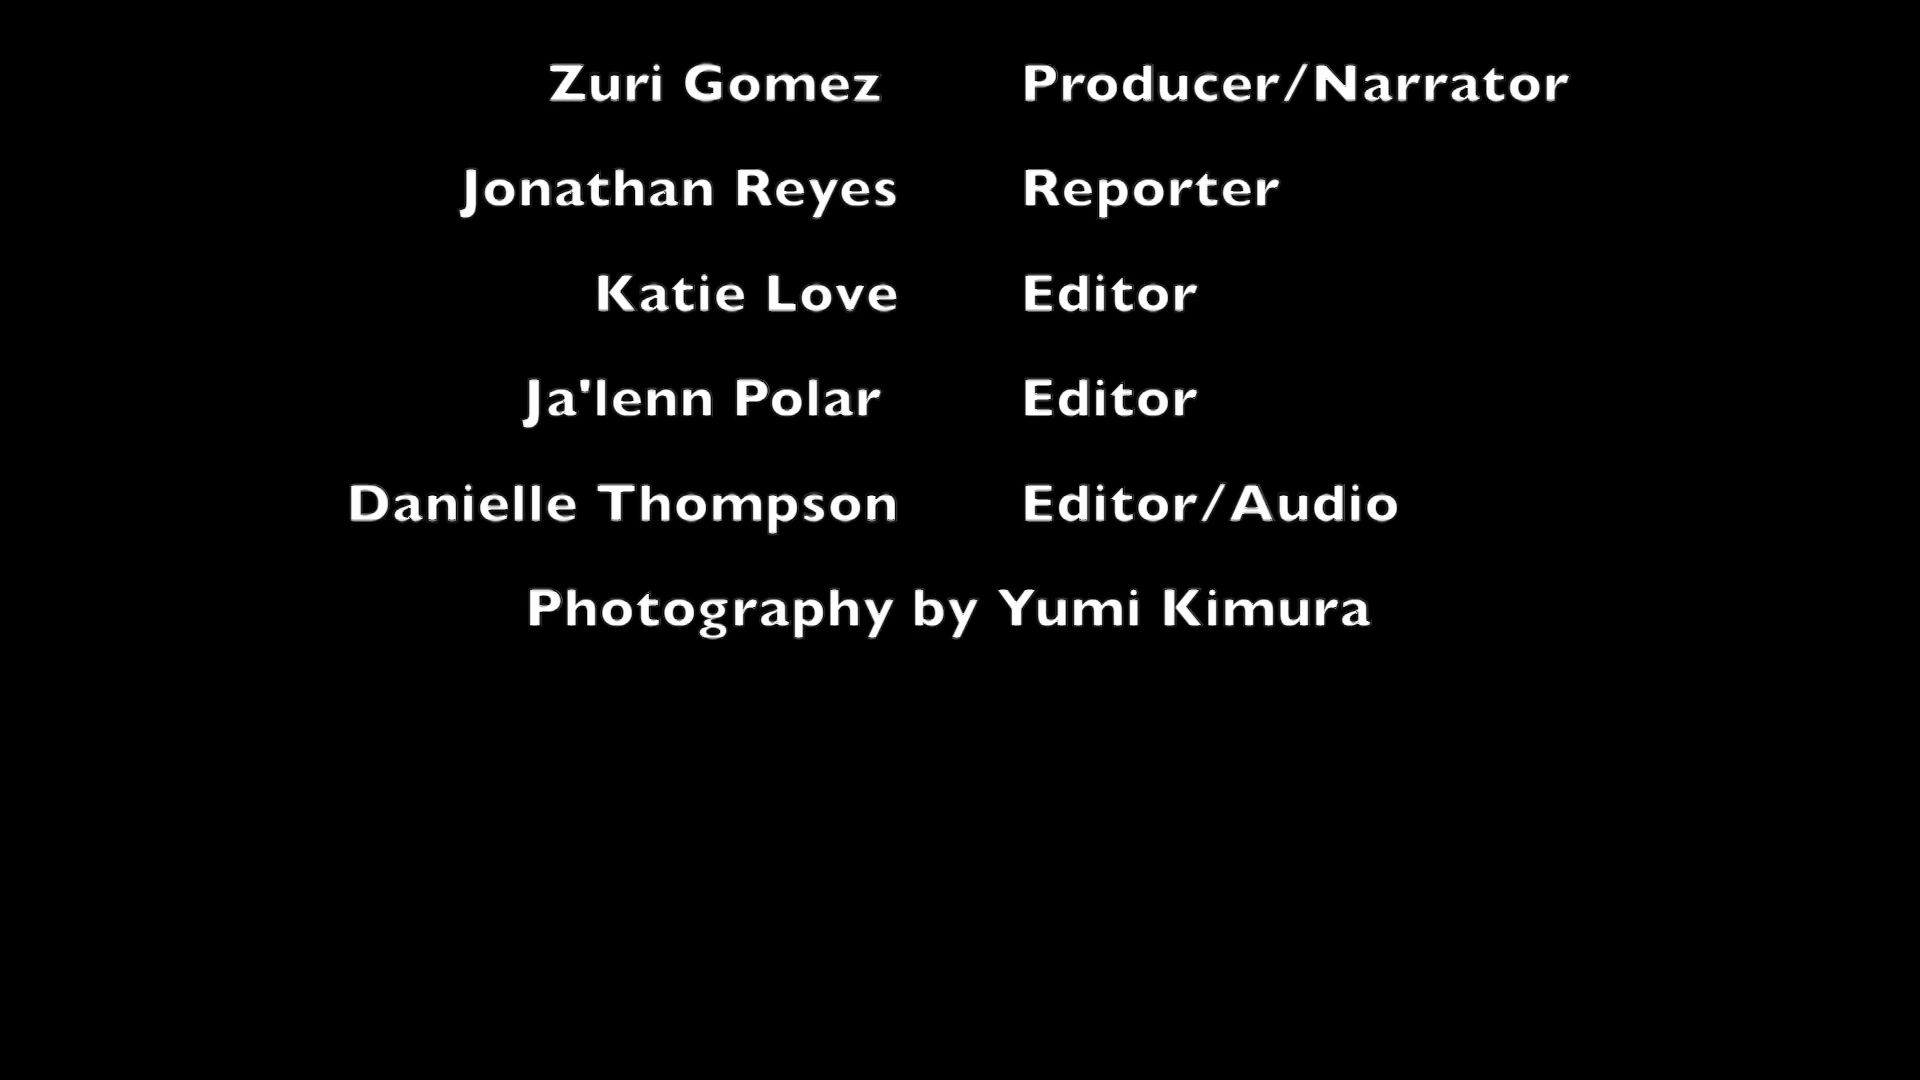 Zuri Gomez Producer/Narrator
Jonathan Reyes Reporter
Katie Love Editor
Ja'lenn Polar Editor
Danielle Thompson Editor/Audio
Photography by Yumi Kimura